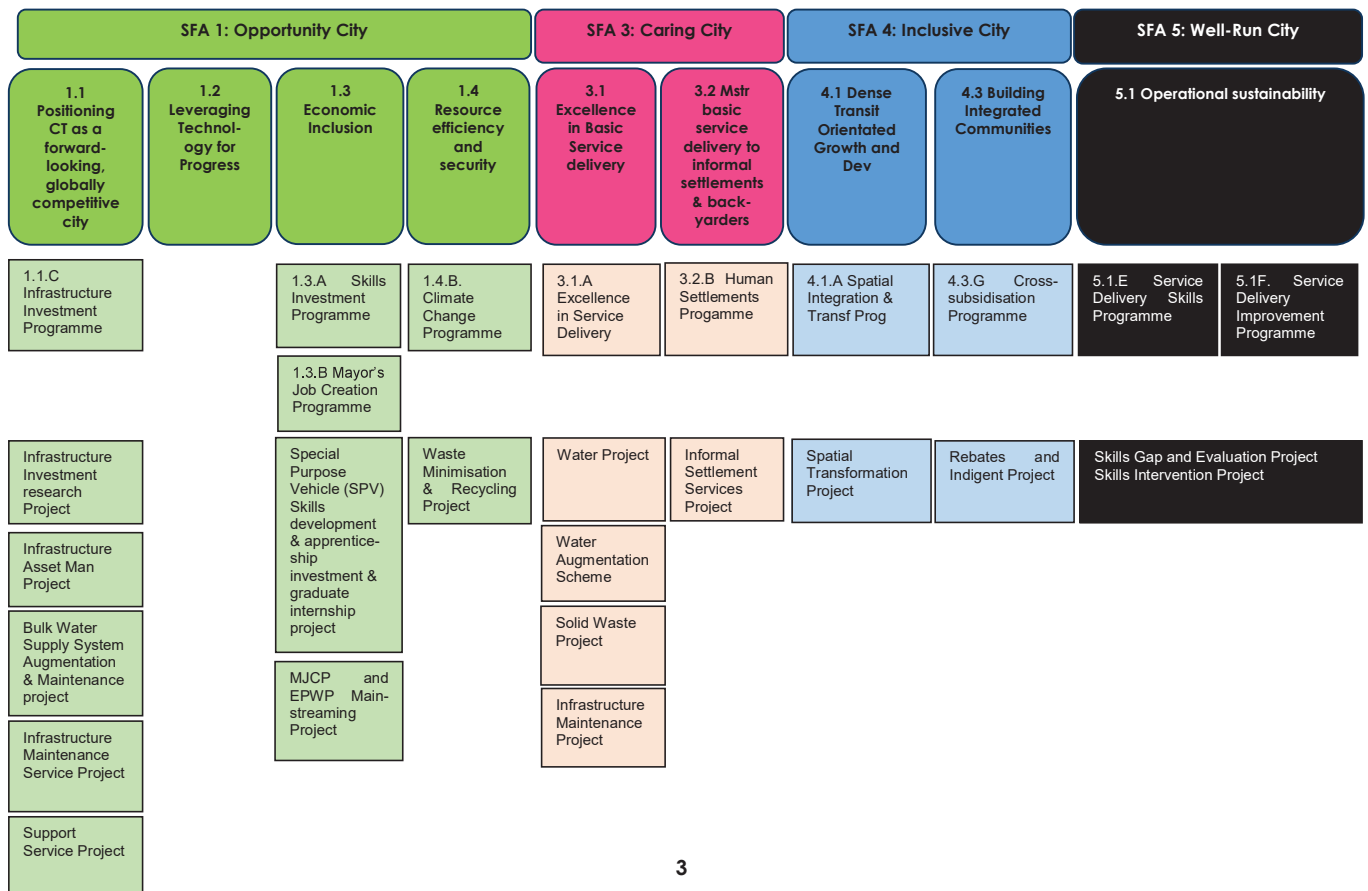 SFA 1: Opportunity City
SFA 3: Caring City
SFA 4: Inclusive City
SFA 5: Well-Run City
1.1
Positioning
CT as a
forward-
looking,
globally
competitive
city
1.2
Leveraging
Technol-
ogy for
Progress
1.3
Economic
Inclusion
1.4
Resource
efficiency
and
security
3.1
Excellence
in Basic
Service
delivery
3.2 Mstr
basic
service
delivery to
informal
settlements
& back-
yarders
4.1 Dense
Transit
Orientated
Growth and
Dev
4.3 Building
Integrated
Communities
5.1 Operational sustainability
1.1.C
Infrastructure
Investment
Programme
1.3.A Skills
Investment
Programme
1.4.B.
Climate
Change
Programme
3.1.A
Excellence
in Service
Delivery
3.2.B Human
Settlements
Progamme
4.1.A Spatial
Integration &
Transf Prog
4.3.G Cross-
subsidisation
Programme
5.1.E Service
Delivery Skills
Programme
5.1F. Service
Delivery
Improvement
Programme
1.3.B Mayor's
Job Creation
Programme
Infrastructure
Investment
research
Project
Special
Purpose
Vehicle (SPV)
Skills
development
& apprentice-
ship
investment &
graduate
internship
project
Waste
Minimisation
& Recycling
Project
Water Project
Informal
Settlement
Services
Project
Spatial
Transformation
Project
Rebates and
Indigent Project
Skills Gap and Evaluation Project
Skills Intervention Project
Infrastructure
Asset Man
Project
Water
Augmentation
Scheme
Bulk Water
Supply System
Augmentation
& Maintenance
project
Solid Waste
Project
MJCP and
EPWP Main-
streaming
Project
Infrastructure
Maintenance
Project
Infrastructure
Maintenance
Service Project
Support
Service Project
3